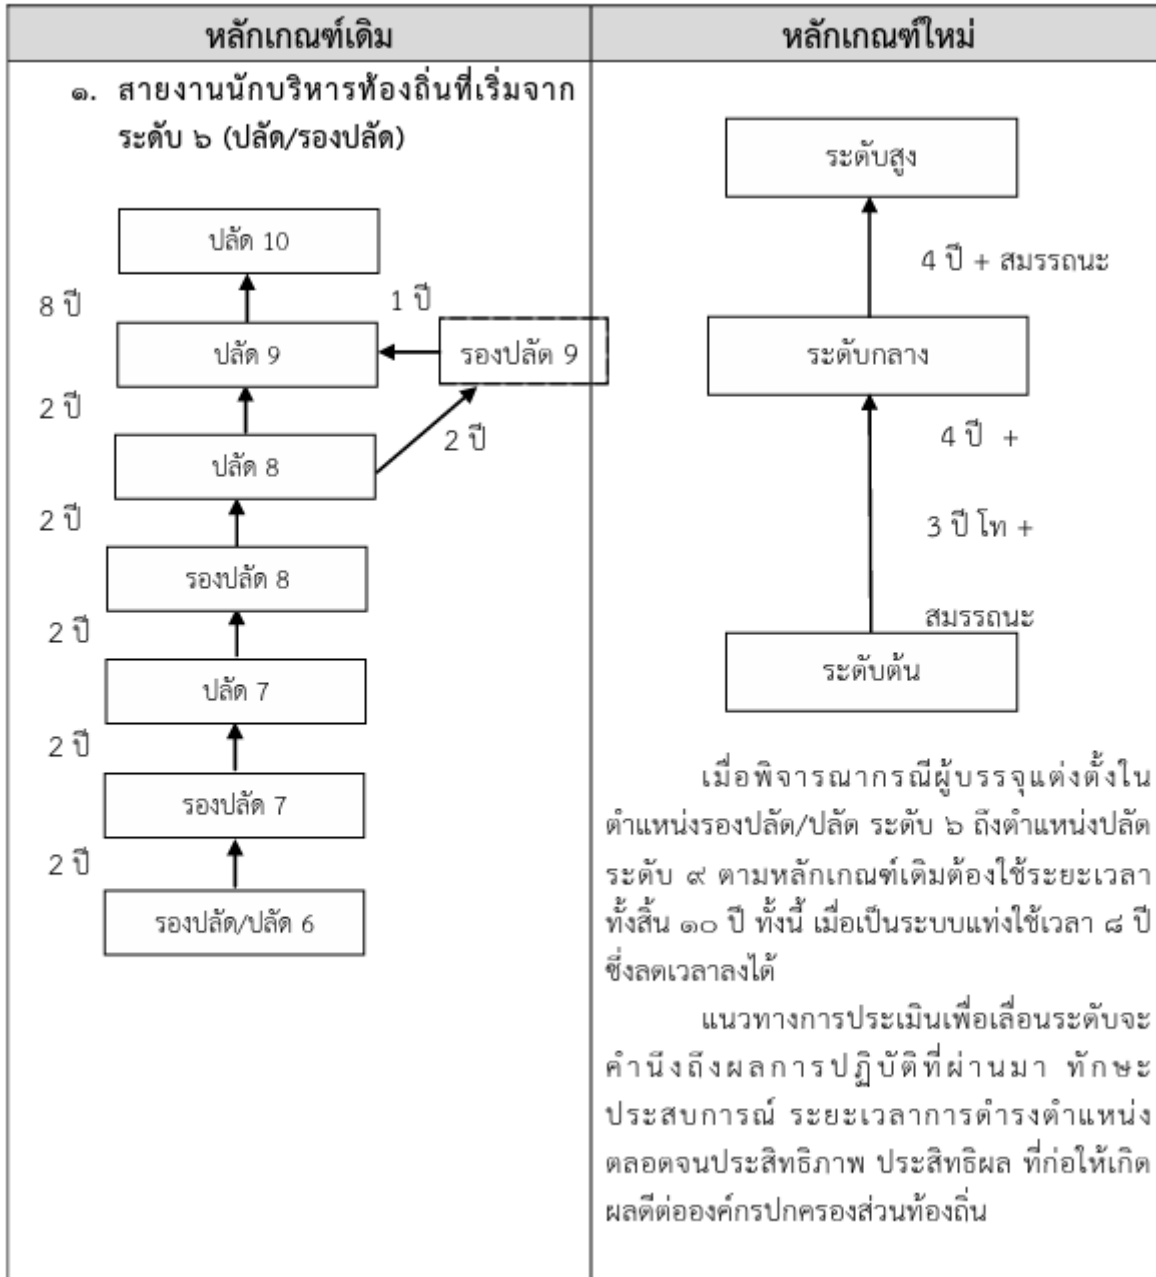 หลักเกณฑ์เดิม
หลักเกณฑ์ใหม่
๑. สายงานนักบริหารท้องถิ่นที่เริ่มจาก
ระดับ ๖ (ปลัด/รองปลัด)
ปลัด 10
8 ปี
1 ปี
ปลัด 9
รองปลัด 9
2 ปี
2 ปี
ปลัด 8
2 ปี
รองปลัด 8
2 ปี
ปลัด 7
2 ปี
รองปลัด 7
2 ปี
รองปลัด/ปลัด 6
ระดับสูง
4 ปี + สมรรถนะ
ระดับกลาง
4 ปี +
3 ปี โท +
สมรรถนะ
ระดับต้น
เมื่อพิจารณากรณีผู้บรรจุแต่งตั้งใน
ตำแหน่งรองปลัด/ปลัด ระดับ ๖ ถึงตำแหน่งปลัด
ระดับ ๙ ตามหลักเกณฑ์เดิมต้องใช้ระยะเวลา
ทั้งสิ้น ๑๐ ปี ทั้งนี้ เมื่อเป็นระบบแท่งใช้เวลา ๘ ปี
ซึ่งลดเวลาลงได้
แนวทางการประเมินเพื่อเลื่อนระดับจะ
คำนึงถึงผลการปฏิบัติที่ผ่านมา ทักษะ
ประสบการณ์ ระยะเวลาการดำรงตำแหน่ง
ตลอดจนประสิทธิภาพ ประสิทธิผล ที่ก่อให้เกิด
ผลดีต่อองค์กรปกครองส่วนท้องถิ่น